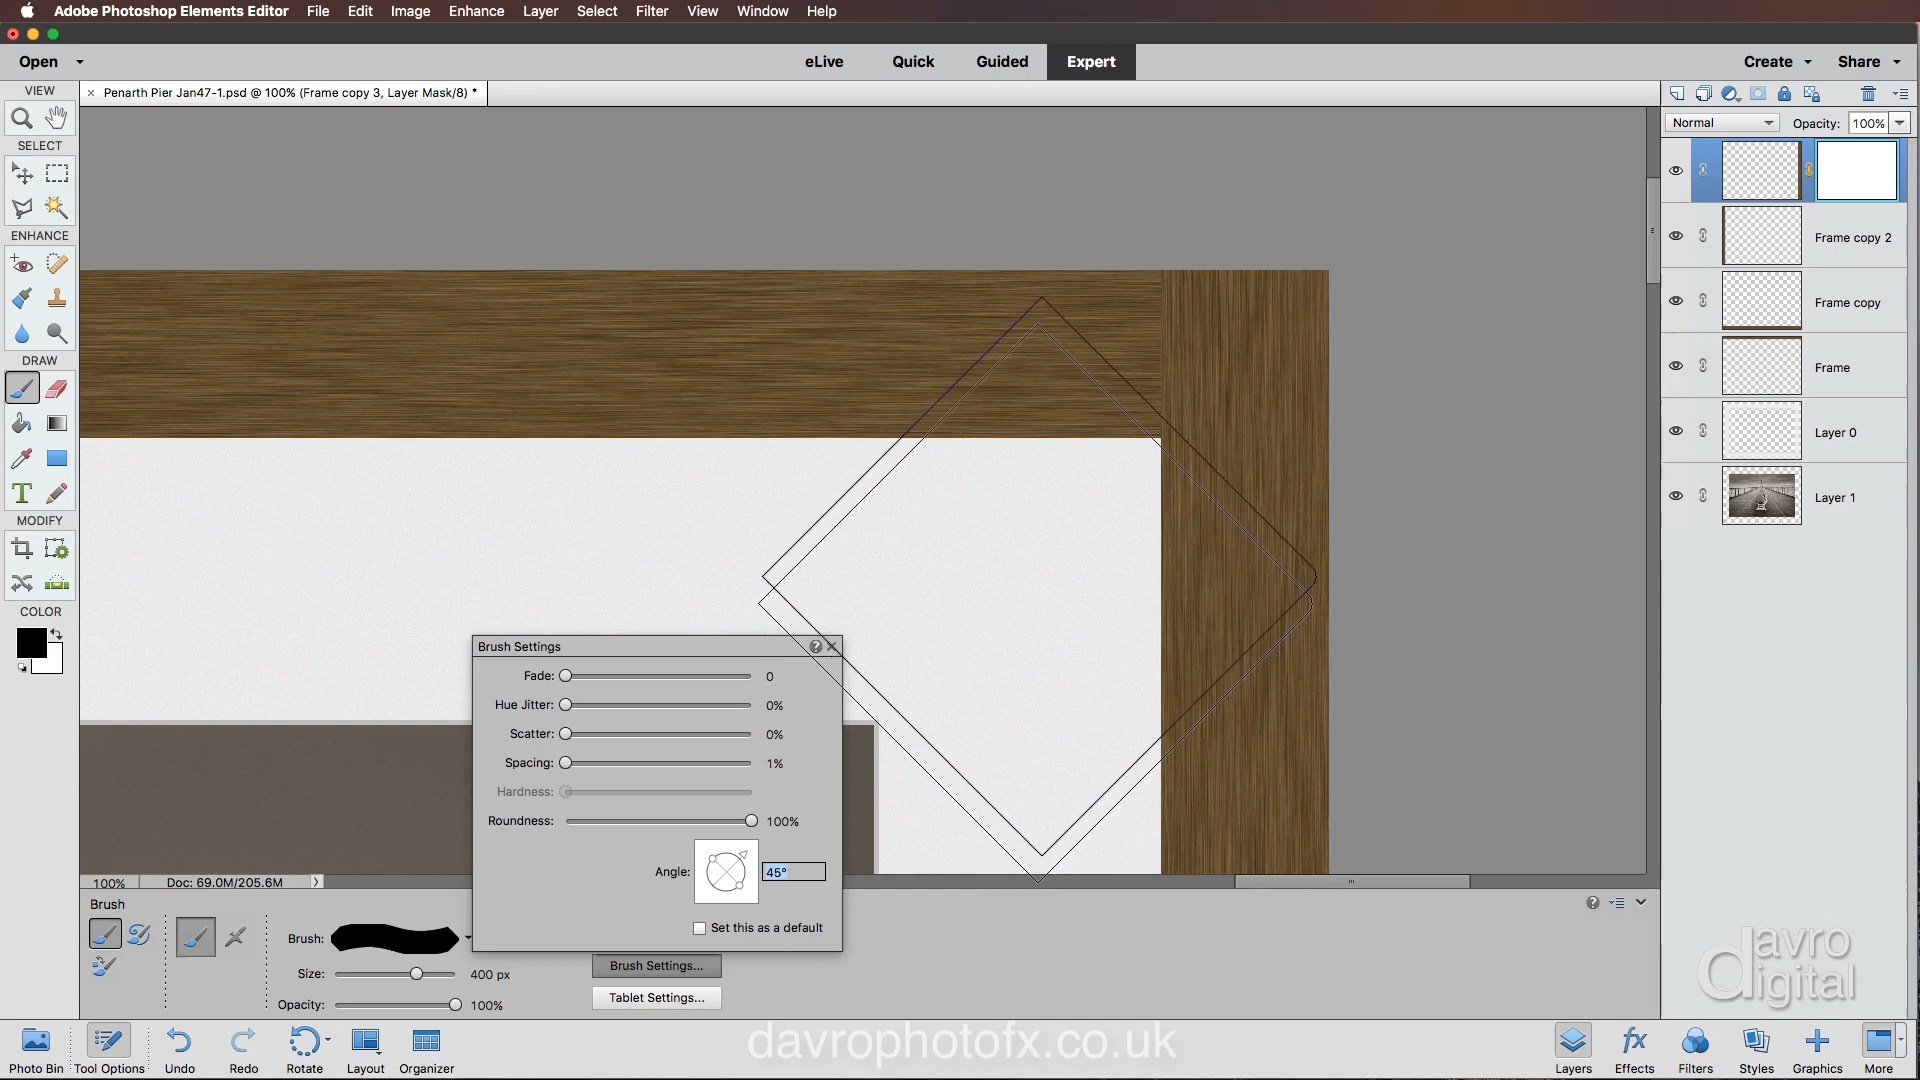 Adobe Photoshop Elements Editor File Edit Image Enhance Layer Select Filter View Window Help
Open eLive Quick Guided Expert Create Share
VIEW
× Penarth Pier Jan47-1.psd @ 100% (Frame copy 3, Layer Mask/8) *
Normal Opacity: 100%
SELECT
Frame copy 2
ENHANCE
Frame copy
DRAW
Frame
Layer 0
T
Layer 1
MODIFY
COLOR
Brush Settings
Fade: 0
Hue Jitter: 0%
Scatter: 0%
Spacing: 1%
Hardness:
Roundness: 100%
Angle: 45°
Set this as a default
100% Doc: 69.0M/205.6M
Brush
Brush:
Size: 400 px
Opacity: 100%
Brush Settings...
Tablet Settings...
davro
digital
davrophotofx.co.uk
Photo Bin Tool Options Undo Redo Rotate Layout Organizer Layers Effects Filters Styles Graphics More
fx